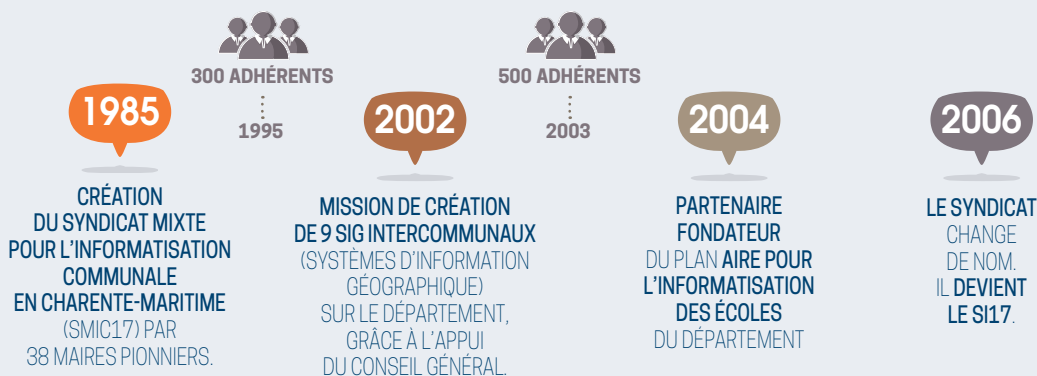 300 ADHÉRENTS
1995
500 ADHÉRENTS
2003
1985
CRÉATION
DU SYNDICAT MIXTE
POUR L'INFORMATISATION
COMMUNALE
EN CHARENTE-MARITIME
(SMIC17) PAR
38 MAIRES PIONNIERS.
2002
MISSION DE CRÉATION
DE 9 SIG INTERCOMMUNAUX
(SYSTÈMES D'INFORMATION
GÉOGRAPHIQUE)
SUR LE DÉPARTEMENT,
GRÂCE À L'APPUI
DU CONSEIL GÉNÉRAL.
2004
PARTENAIRE
FONDATEUR
DU PLAN AIRE POUR
L'INFORMATISATION
DES ÉCOLES
DU DÉPARTEMENT
2006
LE SYNDICAT
CHANGE
DE NOM.
IL DEVIENT
LE SI17.